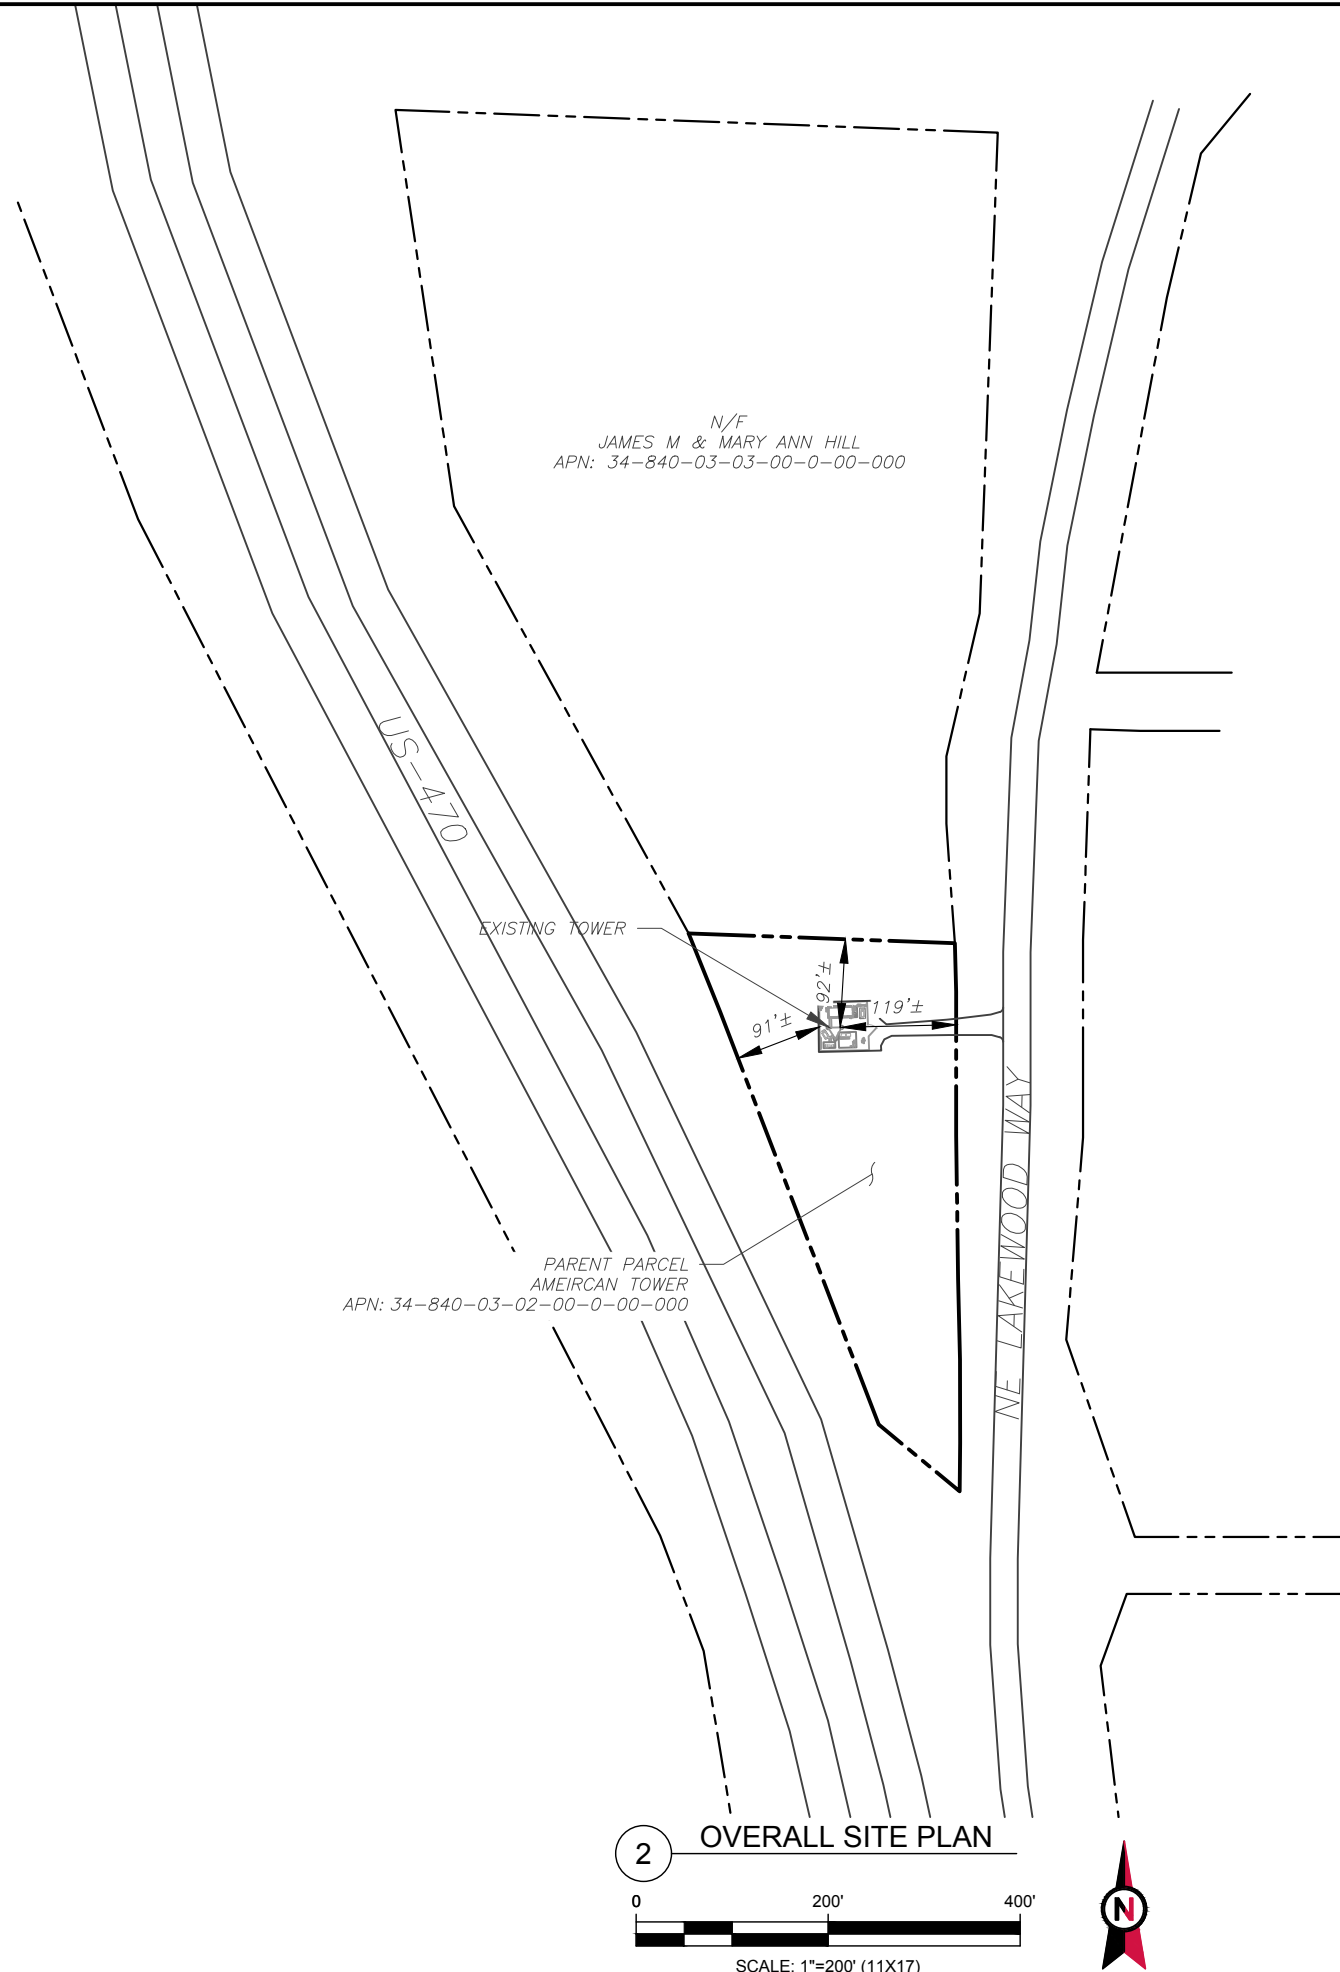 N/F
JAMES M & MARY ANN HILL
APN: 34-840-03-03-00-0-00-000
US-470
EXISTING TOWER
92'±
119'±
91'±
NE LAKEWOOD WAY
PARENT PARCEL
AMEIRCAN TOWER
APN: 34-840-03-02-00-0-00-000
2
OVERALL SITE PLAN
0 200' 400'
SCALE: 1"=200' (11X17)
N